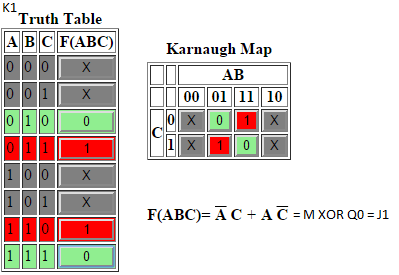 K1
Truth Table
A B C F(ABC)
0 0 0 X
0 0 1 X
0 1 0 0
0 1 1 1
1 0 0 X
1 0 1 X
1 1 0 1
1 1 1 0
Karnaugh Map
AB
00 01 11 10
C 0 X 0 1 X
1 X 1 0 X
F(ABC)= A̅ C + A C̅ = M XOR Q0 = J1